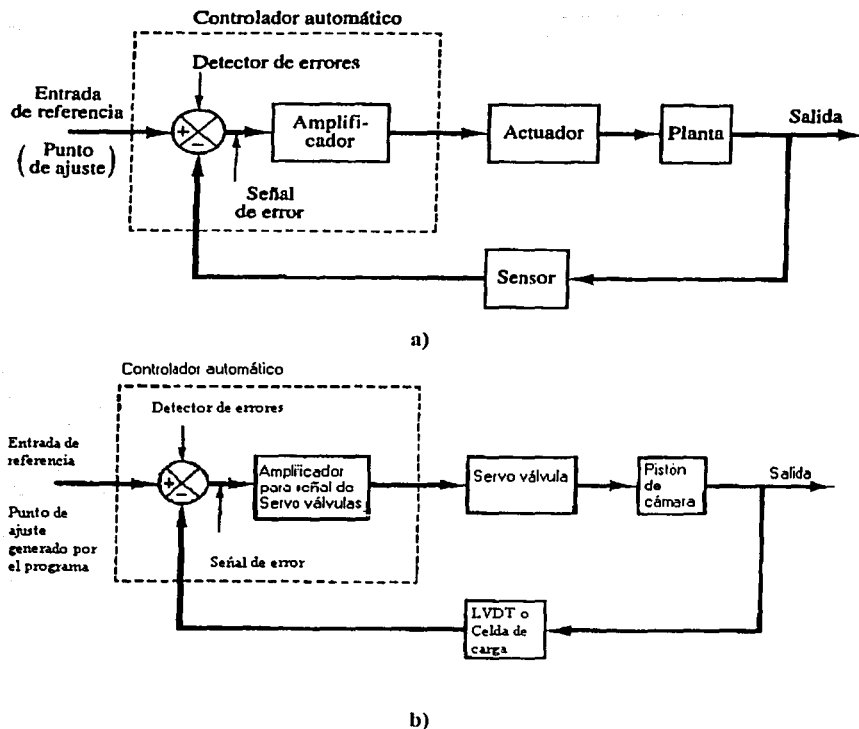 Controlador automático
Detector de errores
Entrada
de referencia
( Punto
de ajuste )
+
−
Amplifi-
cador
Señal
de error
Actuador
Planta
Salida
Sensor
a)
Controlador automático
Detector de errores
Entrada de
referencia
Punto de
ajuste
generado por
el programa
+
−
Amplificador
para señal de
Servo válvulas
Señal de error
Servo válvula
Pistón
de
cámara
Salida
LVDT o
Celda de
carga
b)